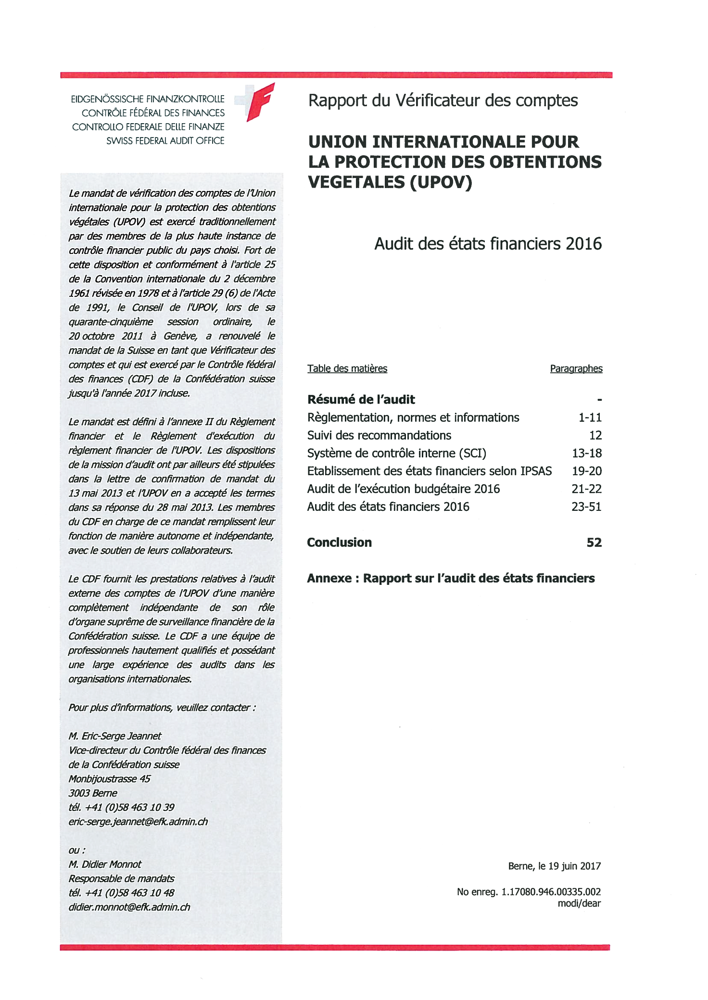 EIDGENÖSSISCHE FINANZKONTROLLE
CONTRÔLE FÉDÉRAL DES FINANCES
CONTROLLO FEDERALE DELLE FINANZE
SWISS FEDERAL AUDIT OFFICE
Le mandat de vérification des comptes de l'Union
internationale pour la protection des obtentions
végétales (UPOV) est exercé traditionnellement
par des membres de la plus haute instance de
contrôle financier public du pays choisi. Fort de
cette disposition et conformément à l'article 25
de la Convention internationale du 2 décembre
1961 révisée en 1978 et à l'article 29 (6) de l'Acte
de 1991, le Conseil de l'UPOV, lors de sa
quarante-cinquième session ordinaire, le
20 octobre 2011 à Genève, a renouvelé le
mandat de la Suisse en tant que Vérificateur des
comptes et qui est exercé par le Contrôle fédéral
des finances (CDF) de la Confédération suisse
jusqu'à l'année 2017 incluse.
Le mandat est défini à l'annexe II du Règlement
financier et le Règlement d'exécution du
règlement financier de l'UPOV. Les dispositions
de la mission d'audit ont par ailleurs été stipulées
dans la lettre de confirmation de mandat du
13 mai 2013 et l'UPOV en a accepté les termes
dans sa réponse du 28 mai 2013. Les membres
du CDF en charge de ce mandat remplissent leur
fonction de manière autonome et indépendante,
avec le soutien de leurs collaborateurs.
Le CDF fournit les prestations relatives à l'audit
externe des comptes de l'UPOV d'une manière
complètement indépendante de son rôle
d'organe suprême de surveillance financière de la
Confédération suisse. Le CDF a une équipe de
professionnels hautement qualifiés et possédant
une large expérience des audits dans les
organisations internationales.
Pour plus d'informations, veuillez contacter :
M. Eric-Serge Jeannet
Vice-directeur du Contrôle fédéral des finances
de la Confédération suisse
Monbijoustrasse 45
3003 Berne
tél. +41 (0)58 463 10 39
eric-serge.jeannet@efk.admin.ch
ou :
M. Didier Monnot
Responsable de mandats
tél. +41 (0)58 463 10 48
didier.monnot@efk.admin.ch
Rapport du Vérificateur des comptes
UNION INTERNATIONALE POUR
LA PROTECTION DES OBTENTIONS
VEGETALES (UPOV)
Audit des états financiers 2016
Table des matières Paragraphes
Résumé de l'audit -
Règlementation, normes et informations 1-11
Suivi des recommandations 12
Système de contrôle interne (SCI) 13-18
Etablissement des états financiers selon IPSAS 19-20
Audit de l'exécution budgétaire 2016 21-22
Audit des états financiers 2016 23-51
Conclusion 52
Annexe : Rapport sur l'audit des états financiers
Berne, le 19 juin 2017
No enreg. 1.17080.946.00335.002
modi/dear